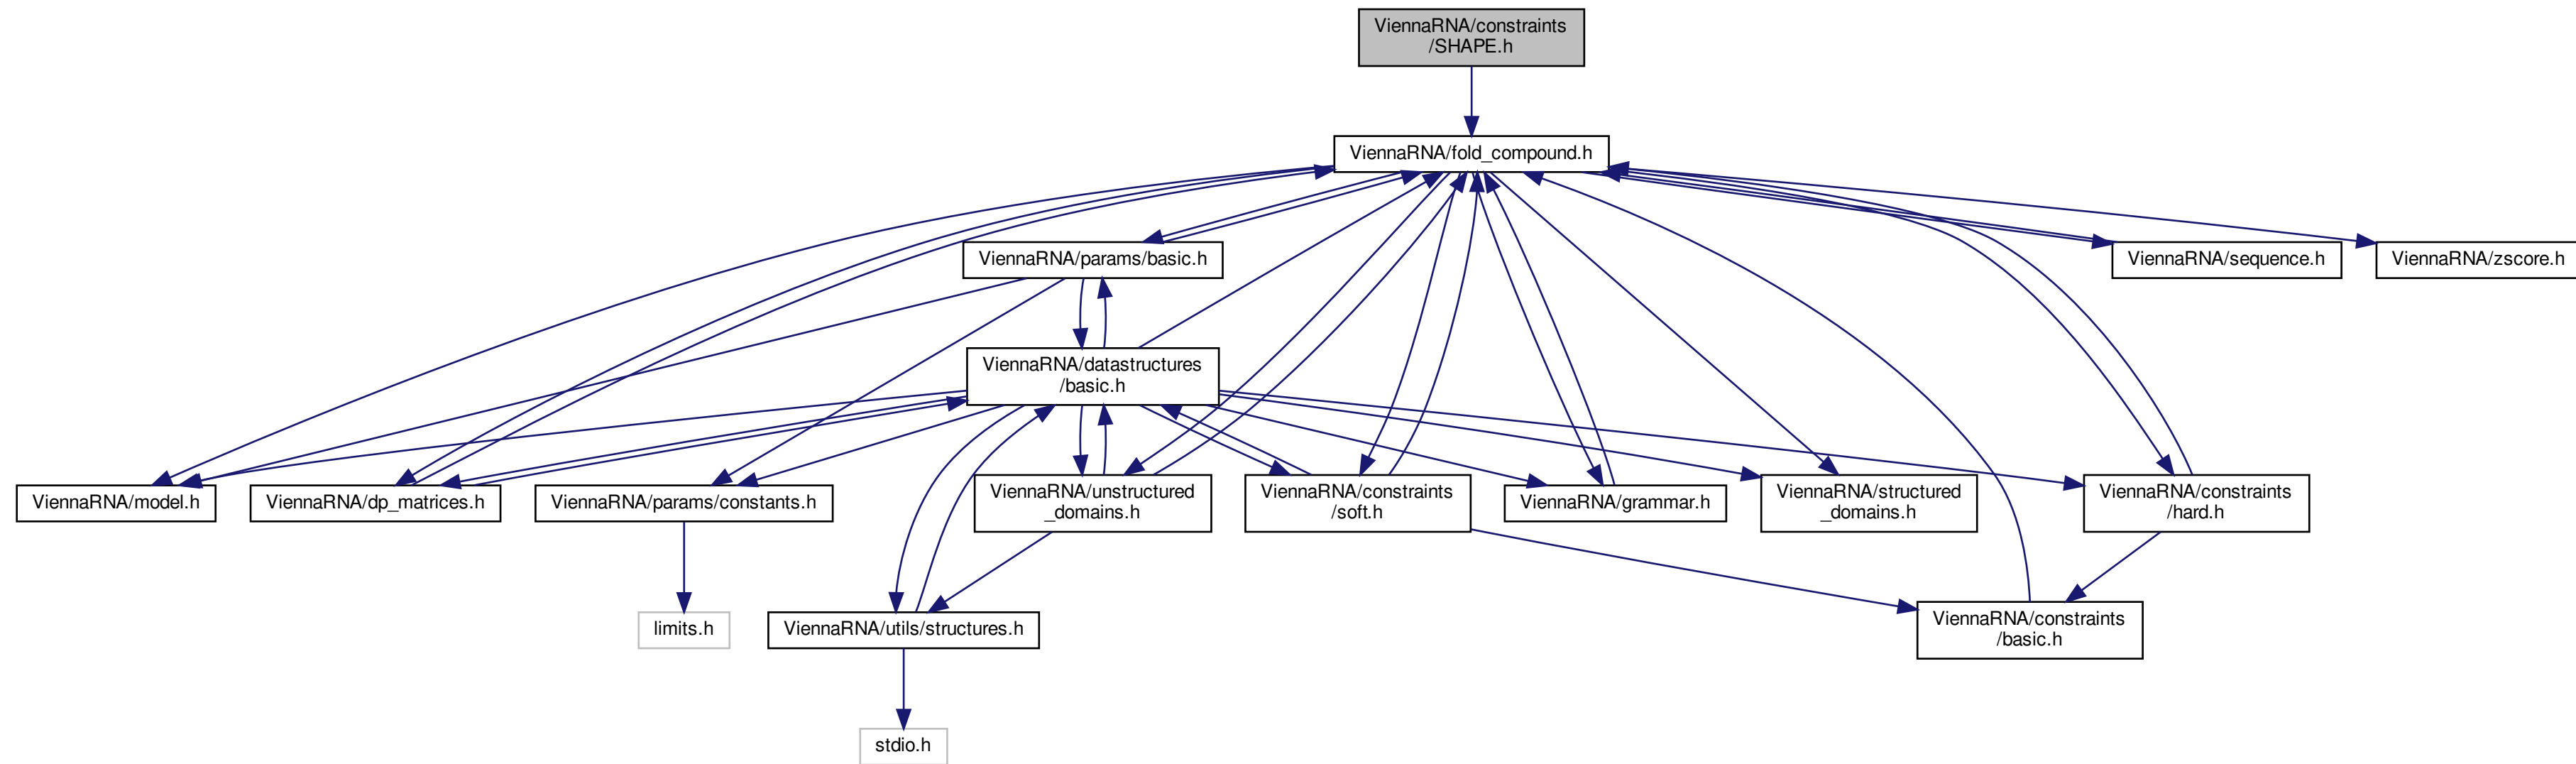 ViennaRNA/constraints
/SHAPE.h
ViennaRNA/fold_compound.h
ViennaRNA/params/basic.h
ViennaRNA/sequence.h
ViennaRNA/zscore.h
ViennaRNA/datastructures
/basic.h
ViennaRNA/model.h
ViennaRNA/dp_matrices.h
ViennaRNA/params/constants.h
ViennaRNA/unstructured
_domains.h
ViennaRNA/constraints
/soft.h
ViennaRNA/grammar.h
ViennaRNA/structured
_domains.h
ViennaRNA/constraints
/hard.h
limits.h
ViennaRNA/utils/structures.h
ViennaRNA/constraints
/basic.h
stdio.h